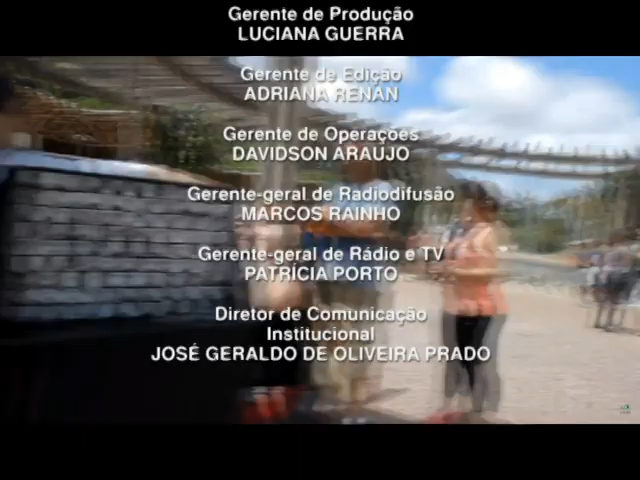 Gerente de Produção
LUCIANA GUERRA
Gerente de Edição
ADRIANA RENAN
Gerente de Operações
DAVIDSON ARAUJO
Gerente-geral de Radiodifusão
MARCOS RAINHO
Gerente-geral de Rádio e TV
PATRÍCIA PORTO
Diretor de Comunicação
Institucional
JOSÉ GERALDO DE OLIVEIRA PRADO